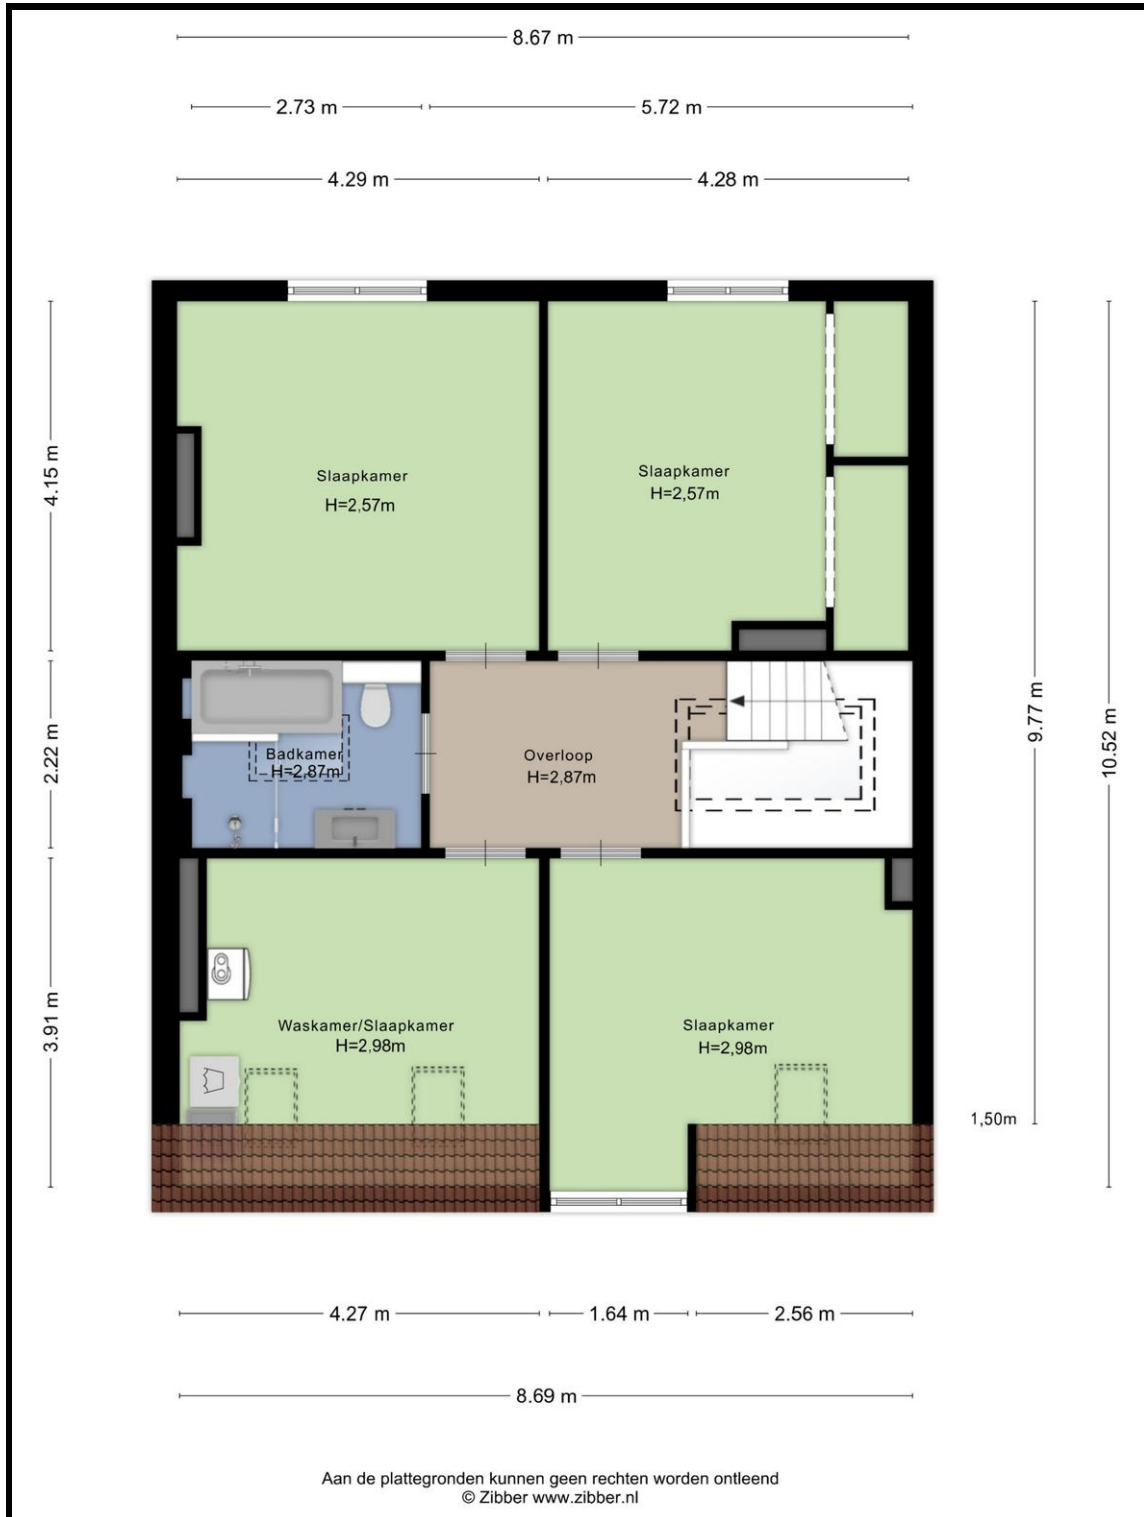 8.67 m
2.73 m
5.72 m
4.29 m
4.28 m
4.15 m
Slaapkamer
H=2,57m
Slaapkamer
H=2,57m
2.22 m
Badkamer
H=2,87m
Overloop
H=2,87m
9.77 m
10.52 m
3.91 m
Waskamer/Slaapkamer
H=2,98m
Slaapkamer
H=2,98m
1,50m
4.27 m
1.64 m
2.56 m
8.69 m
Aan de plattegronden kunnen geen rechten worden ontleend
© Zibber www.zibber.nl